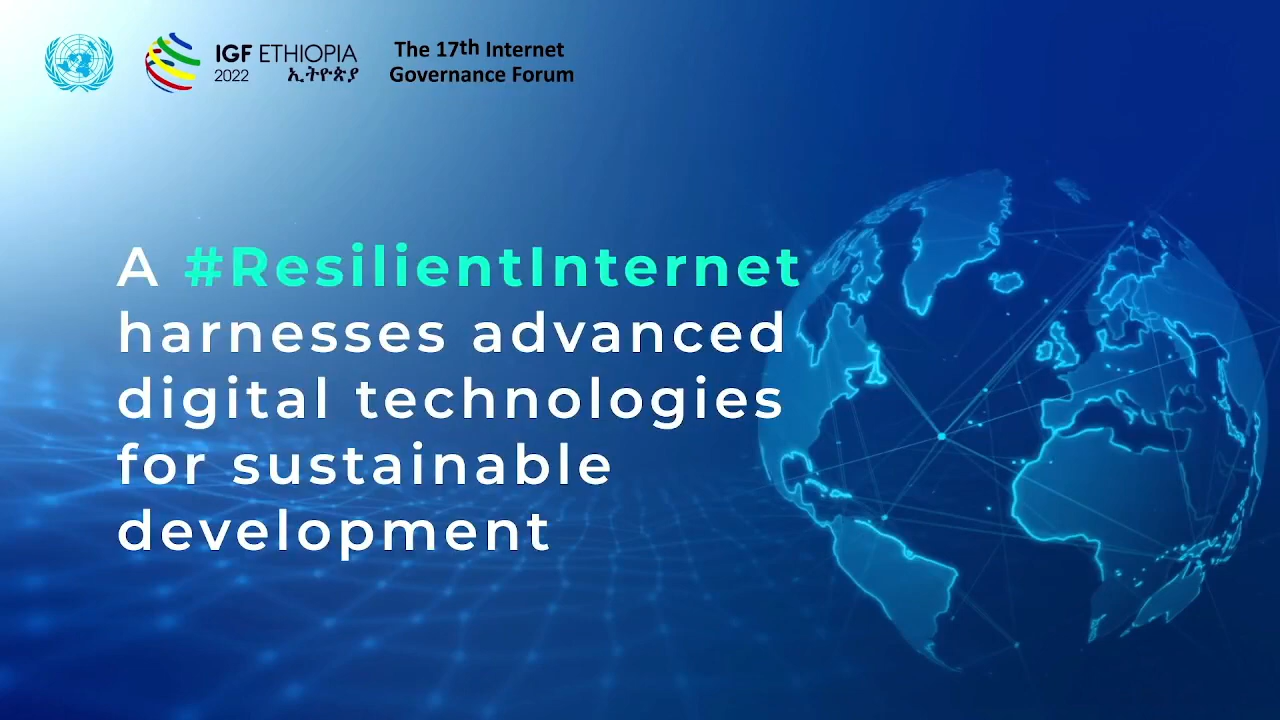 IGF ETHIOPIA
2022 ኢትዮጵያ
The 17th Internet
Governance Forum
A #ResilientInternet
harnesses advanced
digital technologies
for sustainable
development